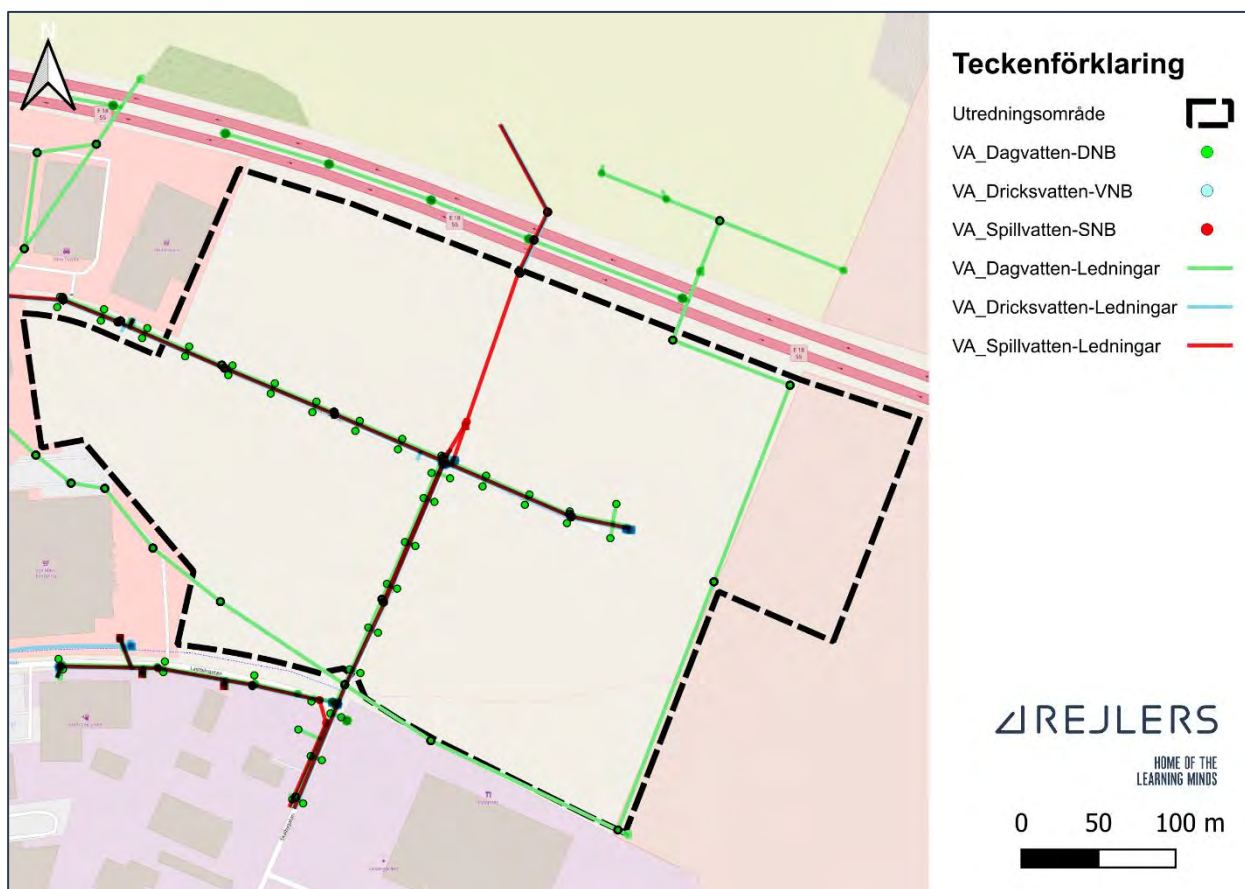 N
E 18
55
E 18
55
E 18
55
Teckenförklaring
Utredningsområde
VA_Dagvatten-DNB
VA_Dricksvatten-VNB
VA_Spillvatten-SNB
VA_Dagvatten-Ledningar
VA_Dricksvatten-Ledningar
VA_Spillvatten-Ledningar
REJLERS
HOME OF THE
LEARNING MINDS
0 50 100 m